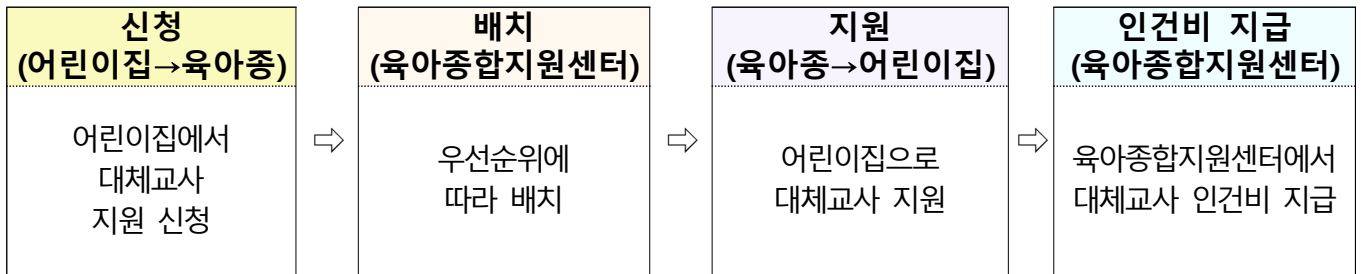 신청
(어린이집→육아종)
어린이집에서
대체교사
지원 신청
⇨
배치
(육아종합지원센터)
우선순위에
따라 배치
⇨
지원
(육아종→어린이집)
어린이집으로
대체교사 지원
⇨
인건비 지급
(육아종합지원센터)
육아종합지원센터에서
대체교사 인건비 지급